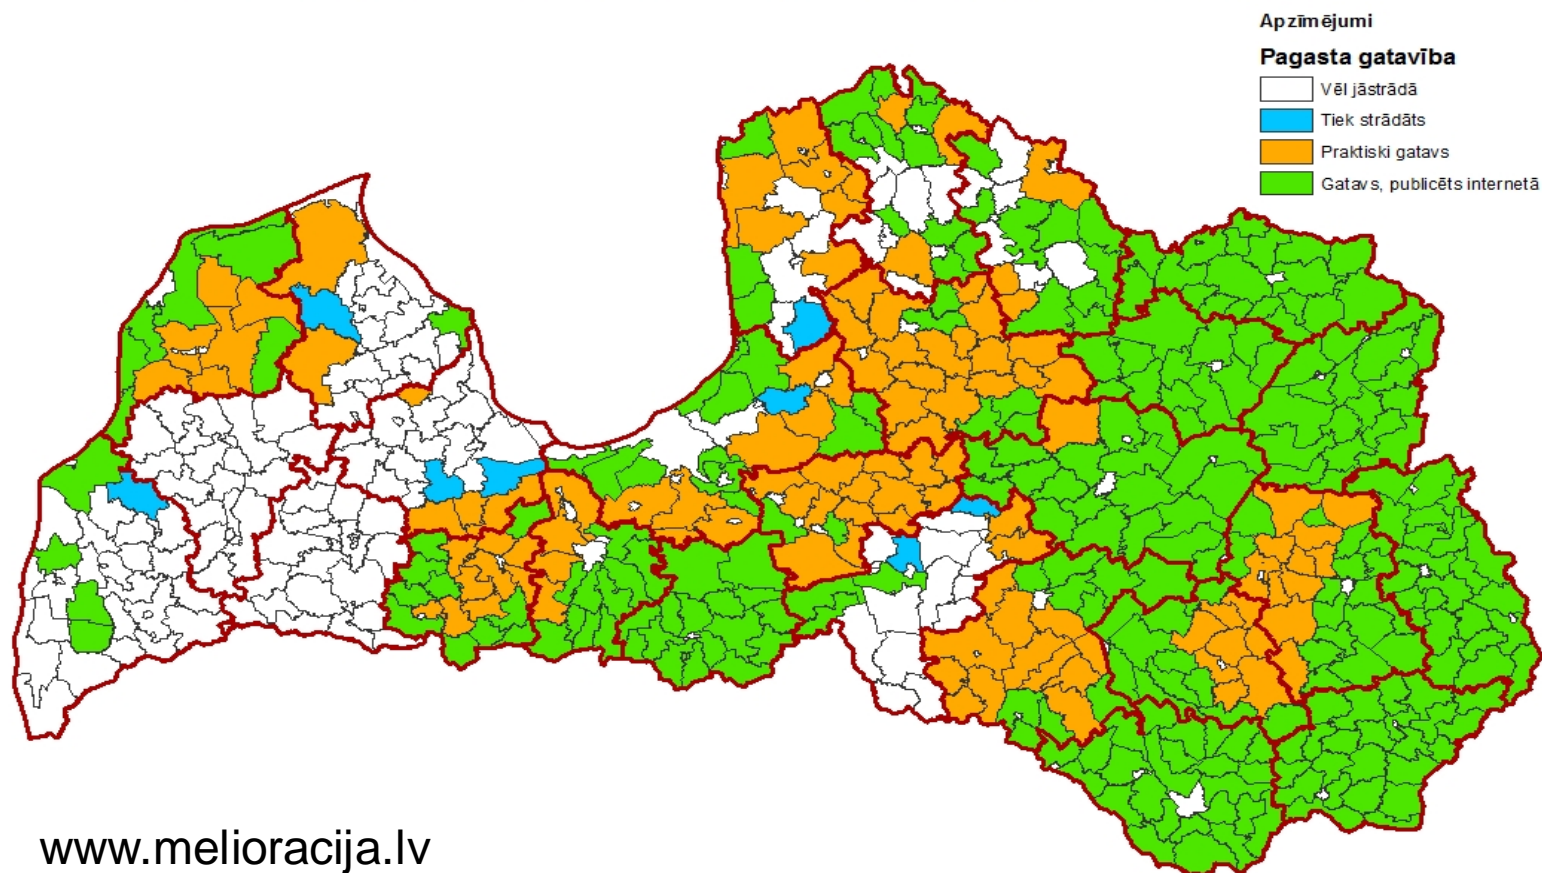 Apzīmējumi
Pagasta gatavība
Vēl jāstrādā
Tiek strādāts
Praktiski gatavs
Gatavs, publicēts internetā
www.melioracija.lv